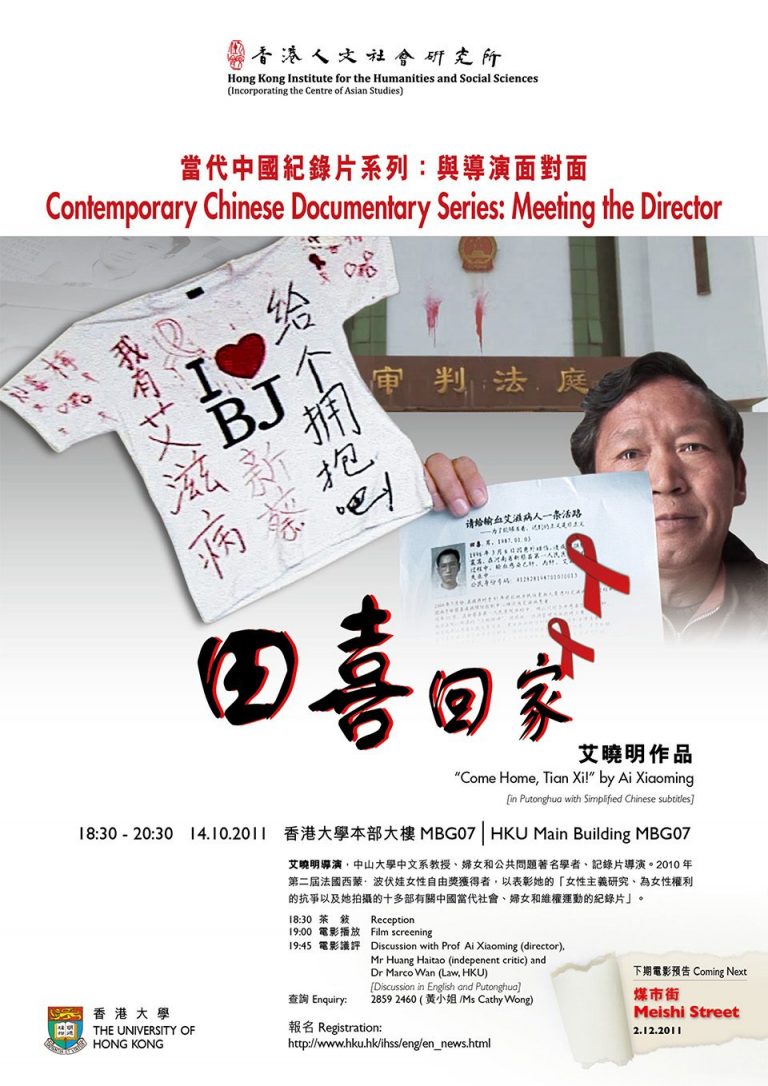 香港人文社會研究所
Hong Kong Institute for the Humanities and Social Sciences
(Incorporating the Centre of Asian Studies)
當代中國紀錄片系列：與導演面對面
Contemporary Chinese Documentary Series: Meeting the Director
给个拥抱吧!
I ♥
BJ
新蔡
我有艾滋病
審判法庭
请给输血艾滋病人一条活路
田喜，男，1987.01.03
田喜回家
艾曉明作品
“Come Home, Tian Xi!” by Ai Xiaoming
[in Putonghua with Simplified Chinese subtitles]
18:30 - 20:30 14.10.2011 香港大學本部大樓 MBG07 | HKU Main Building MBG07
艾曉明導演，中山大學中文系教授、婦女和公共問題著名學者、記錄片導演。2010 年
第二屆法國西蒙·波伏娃女性自由獎獲得者，以表彰她的「女性主義研究、為女性權利
的抗爭以及她拍攝的十多部有關中國當代社會、婦女和維權運動的紀錄片」。
18:30 茶 敘 Reception
19:00 電影播放 Film screening
19:45 電影議評 Discussion with Prof Ai Xiaoming (director),
Mr Huang Haitao (indepenent critic) and
Dr Marco Wan (Law, HKU)
[Discussion in English and Putonghua]
查詢 Enquiry: 2859 2460 ( 黃小姐 /Ms Cathy Wong)
報名 Registration:
http://www.hku.hk/ihss/eng/en_news.html
下期電影預告 Coming Next
煤市街
Meishi Street
2.12.2011
香港大學
THE UNIVERSITY OF
HONG KONG